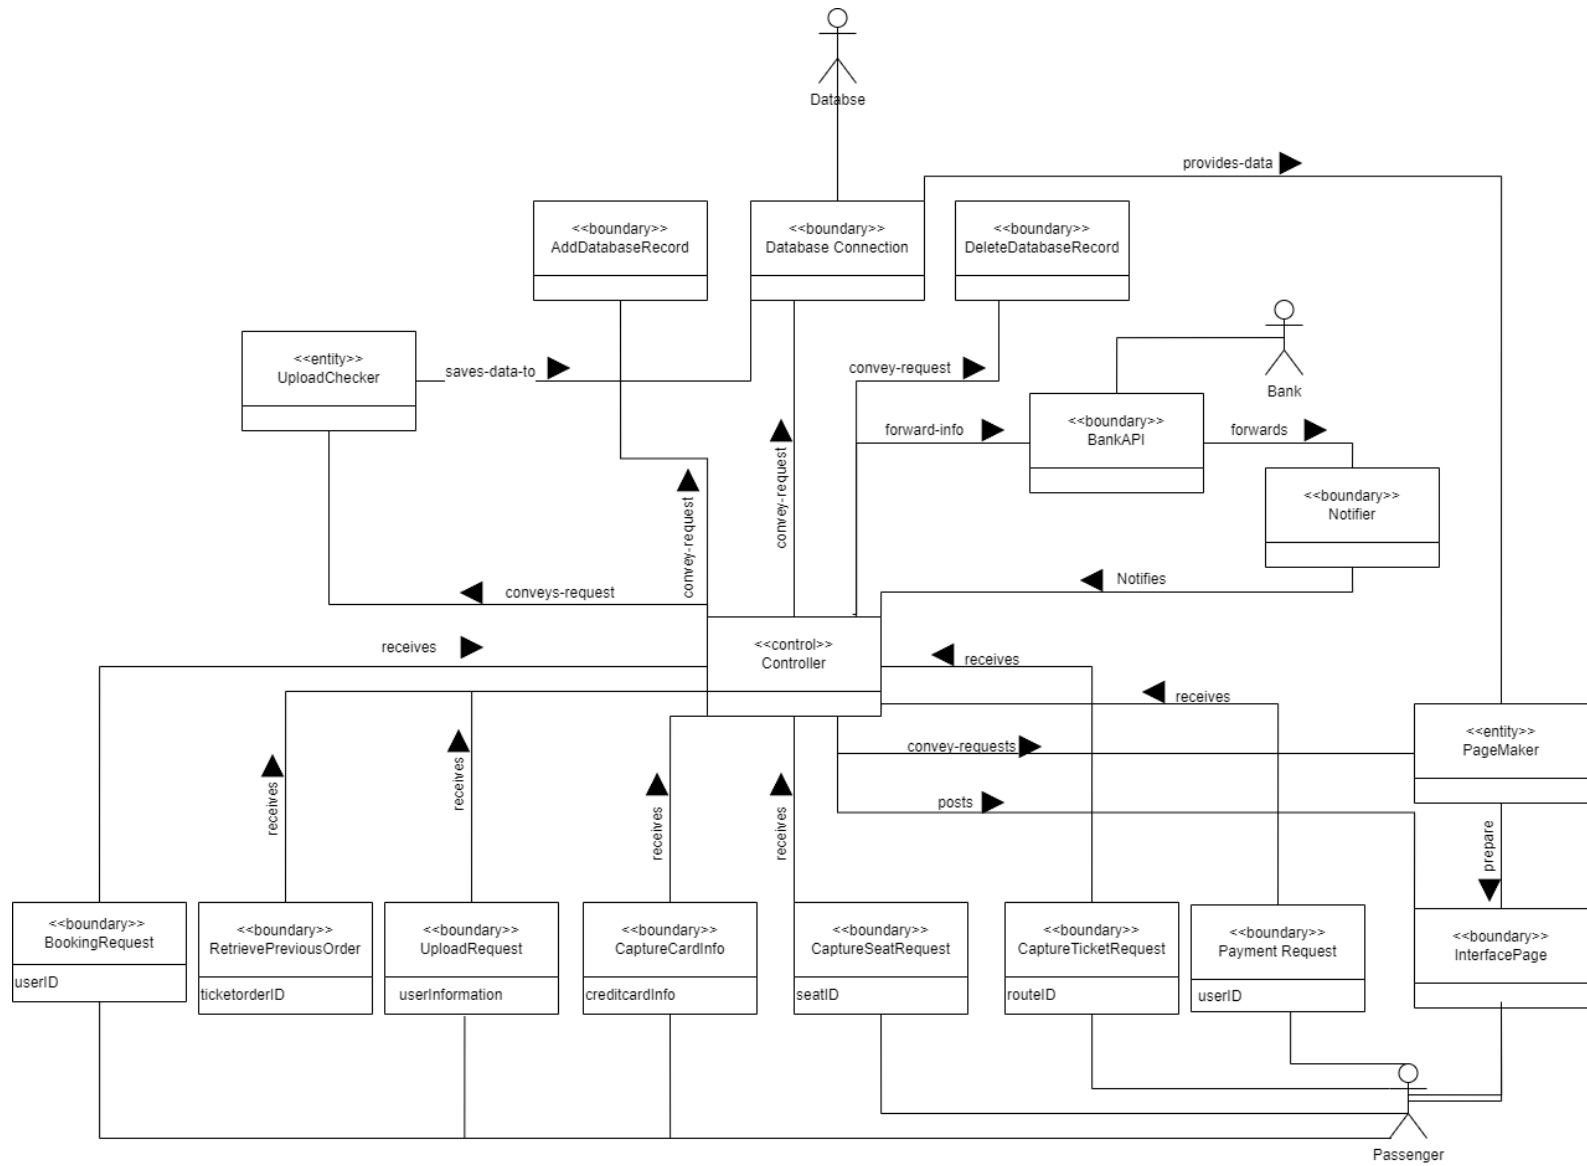 Databse
provides-data
<<boundary>>
AddDatabaseRecord
<<boundary>>
Database Connection
<<boundary>>
DeleteDatabaseRecord
<<entity>>
UploadChecker
saves-data-to
convey-request
Bank
<<boundary>>
BankAPI
forward-info
forwards
convey-request
convey-request
<<boundary>>
Notifier
conveys-request
Notifies
receives
<<control>>
Controller
receives
receives
convey-requests
<<entity>>
PageMaker
posts
receives
receives
receives
receives
prepare
<<boundary>>
BookingRequest
userID
<<boundary>>
RetrievePreviousOrder
ticketorderID
<<boundary>>
UploadRequest
userInformation
<<boundary>>
CaptureCardInfo
creditcardInfo
<<boundary>>
CaptureSeatRequest
seatID
<<boundary>>
CaptureTicketRequest
routeID
<<boundary>>
Payment Request
userID
<<boundary>>
InterfacePage
Passenger